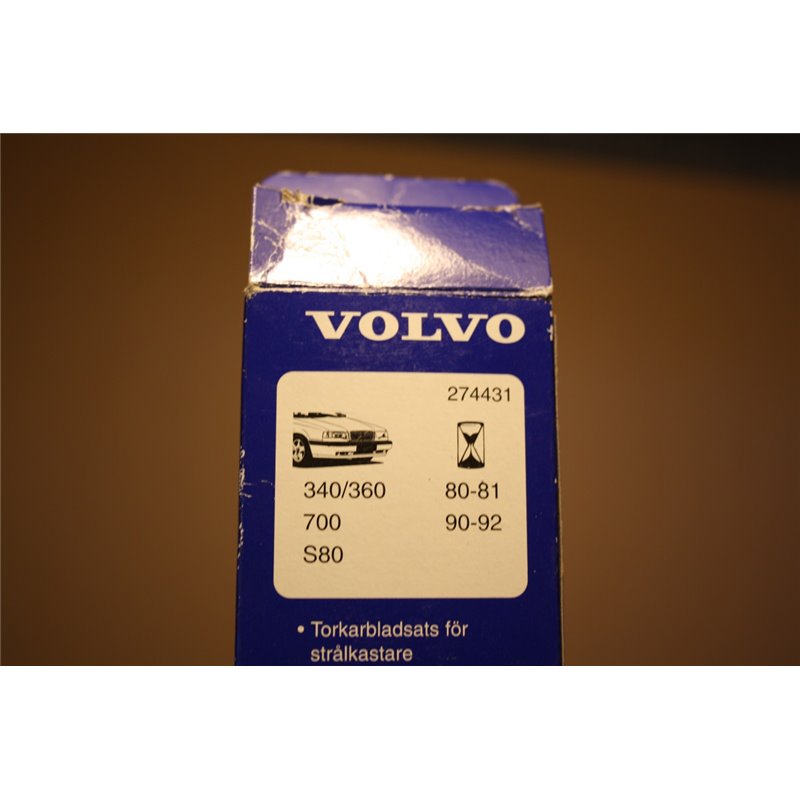 VOLVO
274431
340/360 80-81
700 90-92
S80
• Torkarbladsats för
strålkastare